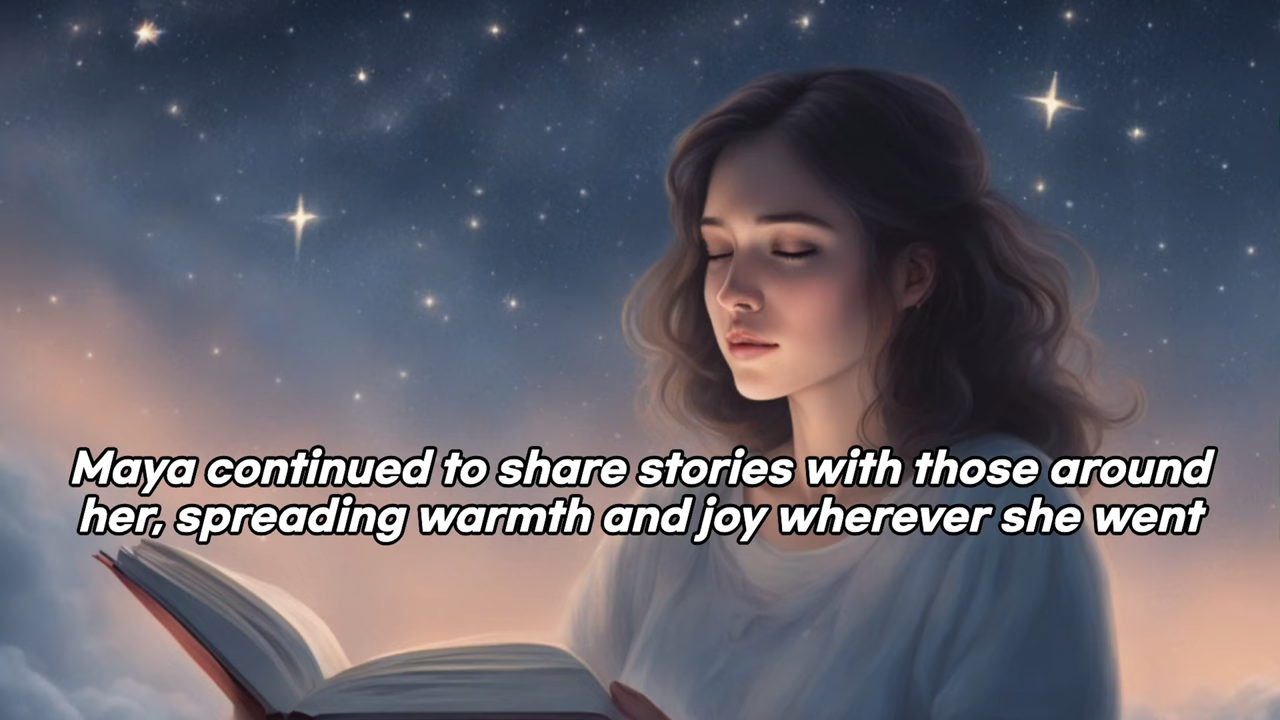 Maya continued to share stories with those around
her, spreading warmth and joy wherever she went